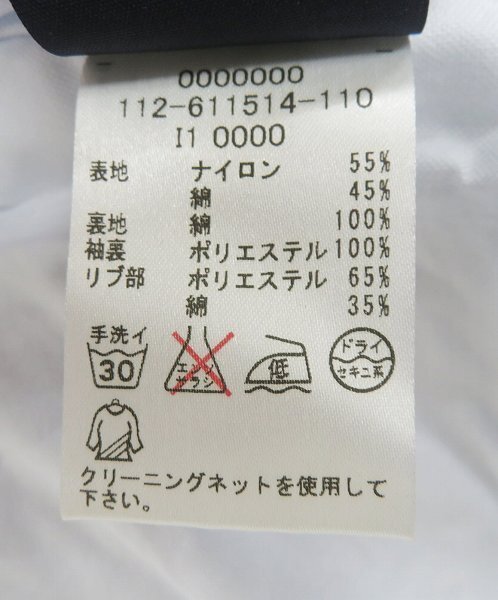 0000000
112-611514-110
I1 0000
表地 ナイロン 55%
綿 45%
裏地 綿 100%
袖裏 ポリエステル 100%
リブ部 ポリエステル 65%
綿 35%
手洗イ
30
エンソサラシ
低
ドライ
セキユ系
クリーニングネットを使用して
下さい。